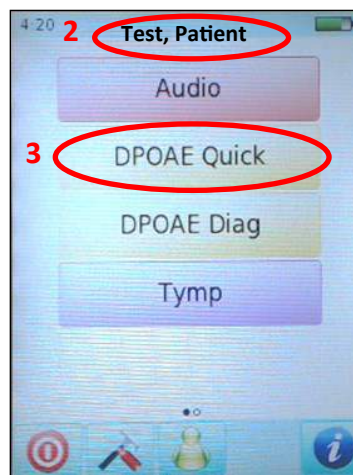 4:20
2 Test, Patient
Audio
3 DPOAE Quick
DPOAE Diag
Tymp
i